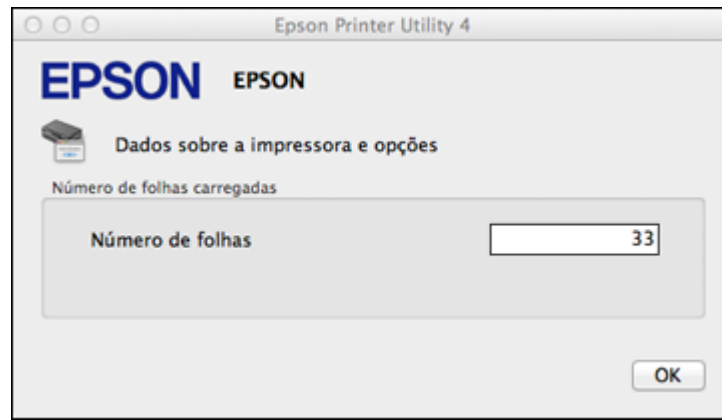 Epson Printer Utility 4
EPSON EPSON
Dados sobre a impressora e opções
Número de folhas carregadas
Número de folhas 33
OK